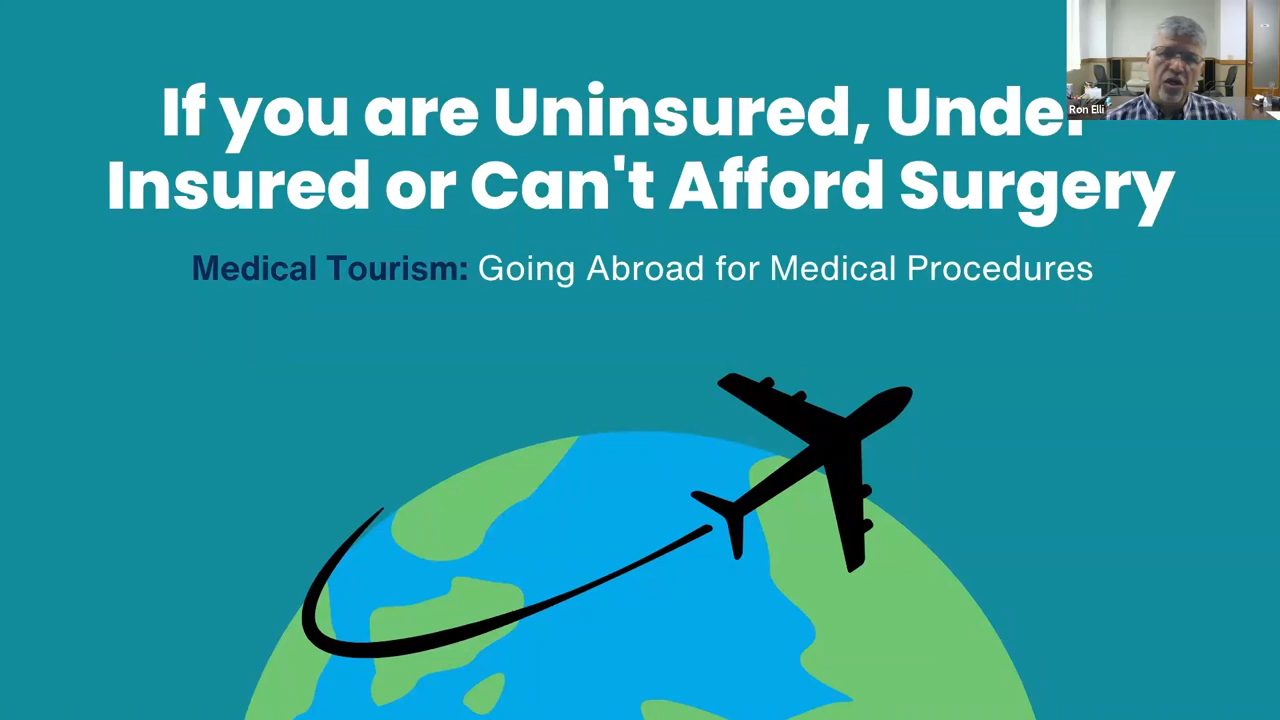 If you are Uninsured, Under
Insured or Can't Afford Surgery
Medical Tourism: Going Abroad for Medical Procedures
Ron Elli